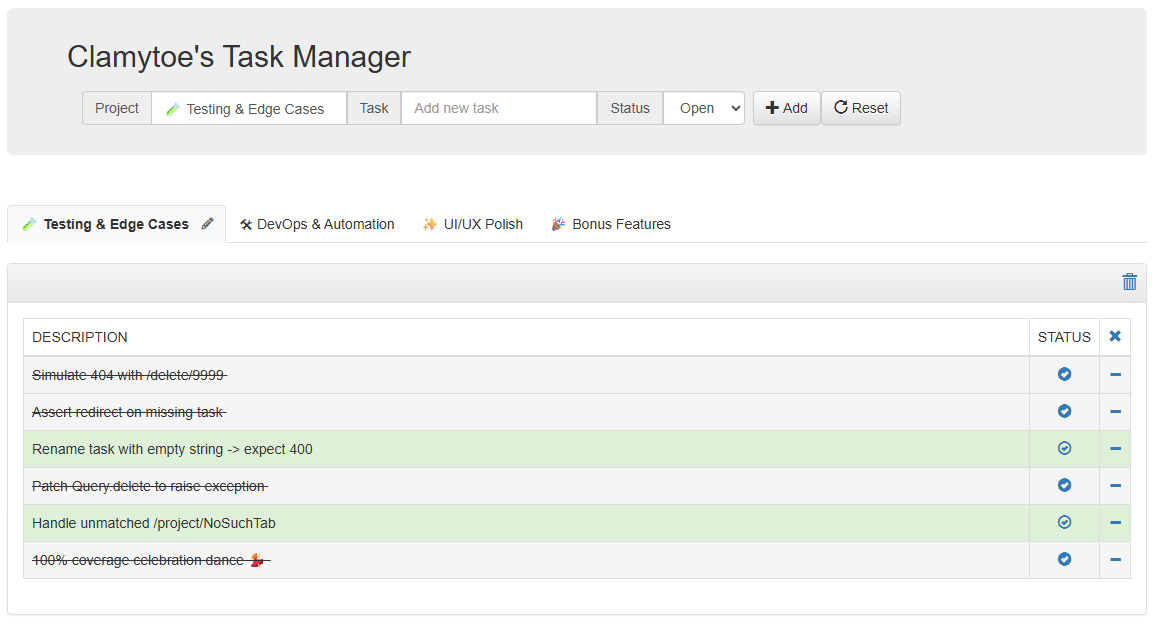 Clamytoe's Task Manager
Project 🧪 Testing & Edge Cases Task Add new task Status Open Add Reset
🧪 Testing & Edge Cases 🛠 DevOps & Automation ✨ UI/UX Polish 🎉 Bonus Features
DESCRIPTION STATUS
Simulate 404 with /delete/9999
Assert redirect on missing task
Rename task with empty string -> expect 400
Patch Query.delete to raise exception
Handle unmatched /project/NoSuchTab
100% coverage celebration dance 💃